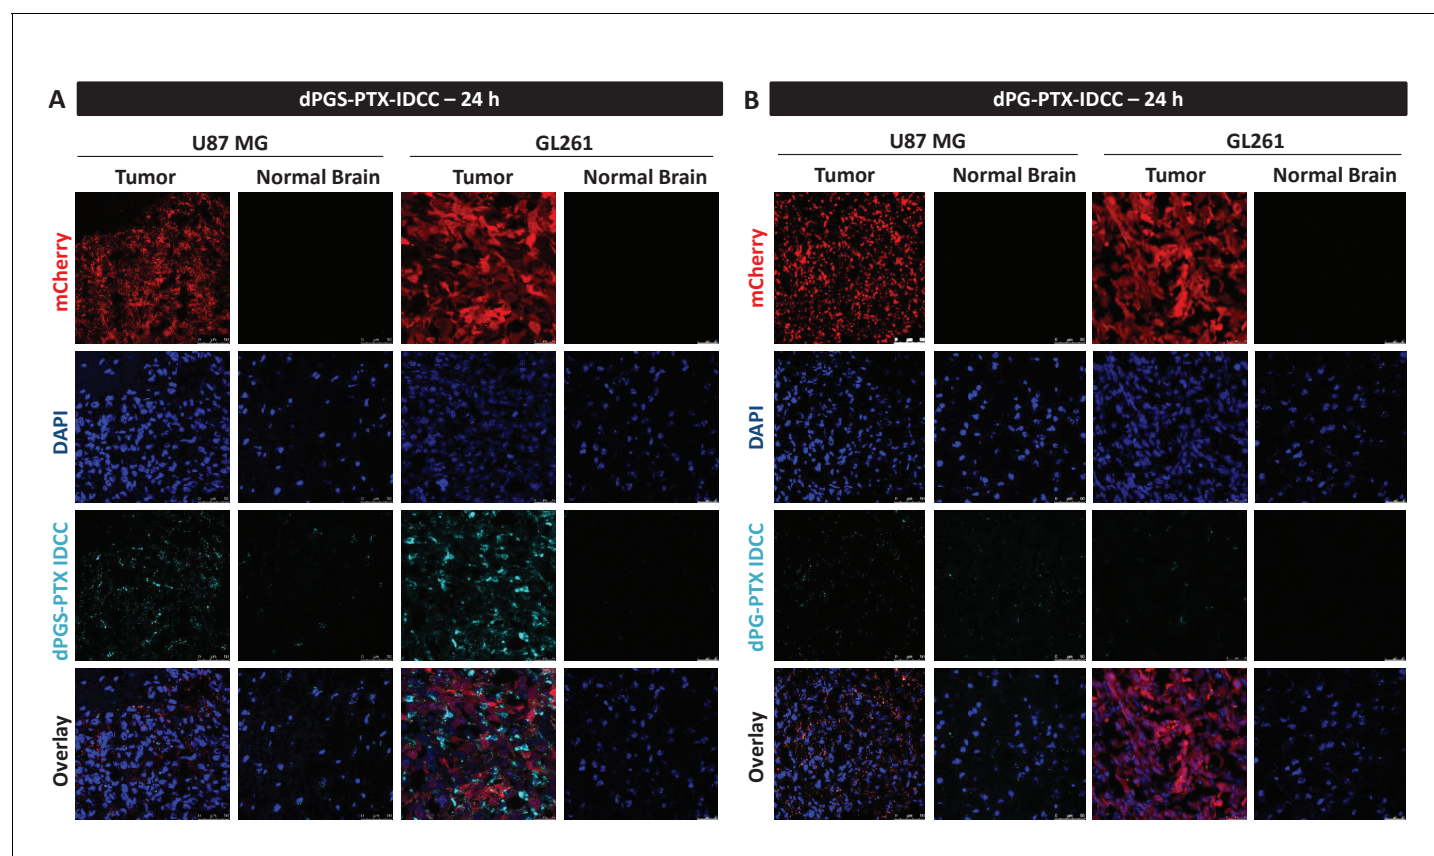 A
dPGS-PTX-IDCC – 24 h
U87 MG
GL261
Tumor
Normal Brain
Tumor
Normal Brain
mCherry
DAPI
dPGS-PTX IDCC
Overlay
B
dPG-PTX-IDCC – 24 h
U87 MG
GL261
Tumor
Normal Brain
Tumor
Normal Brain
mCherry
DAPI
dPG-PTX IDCC
Overlay